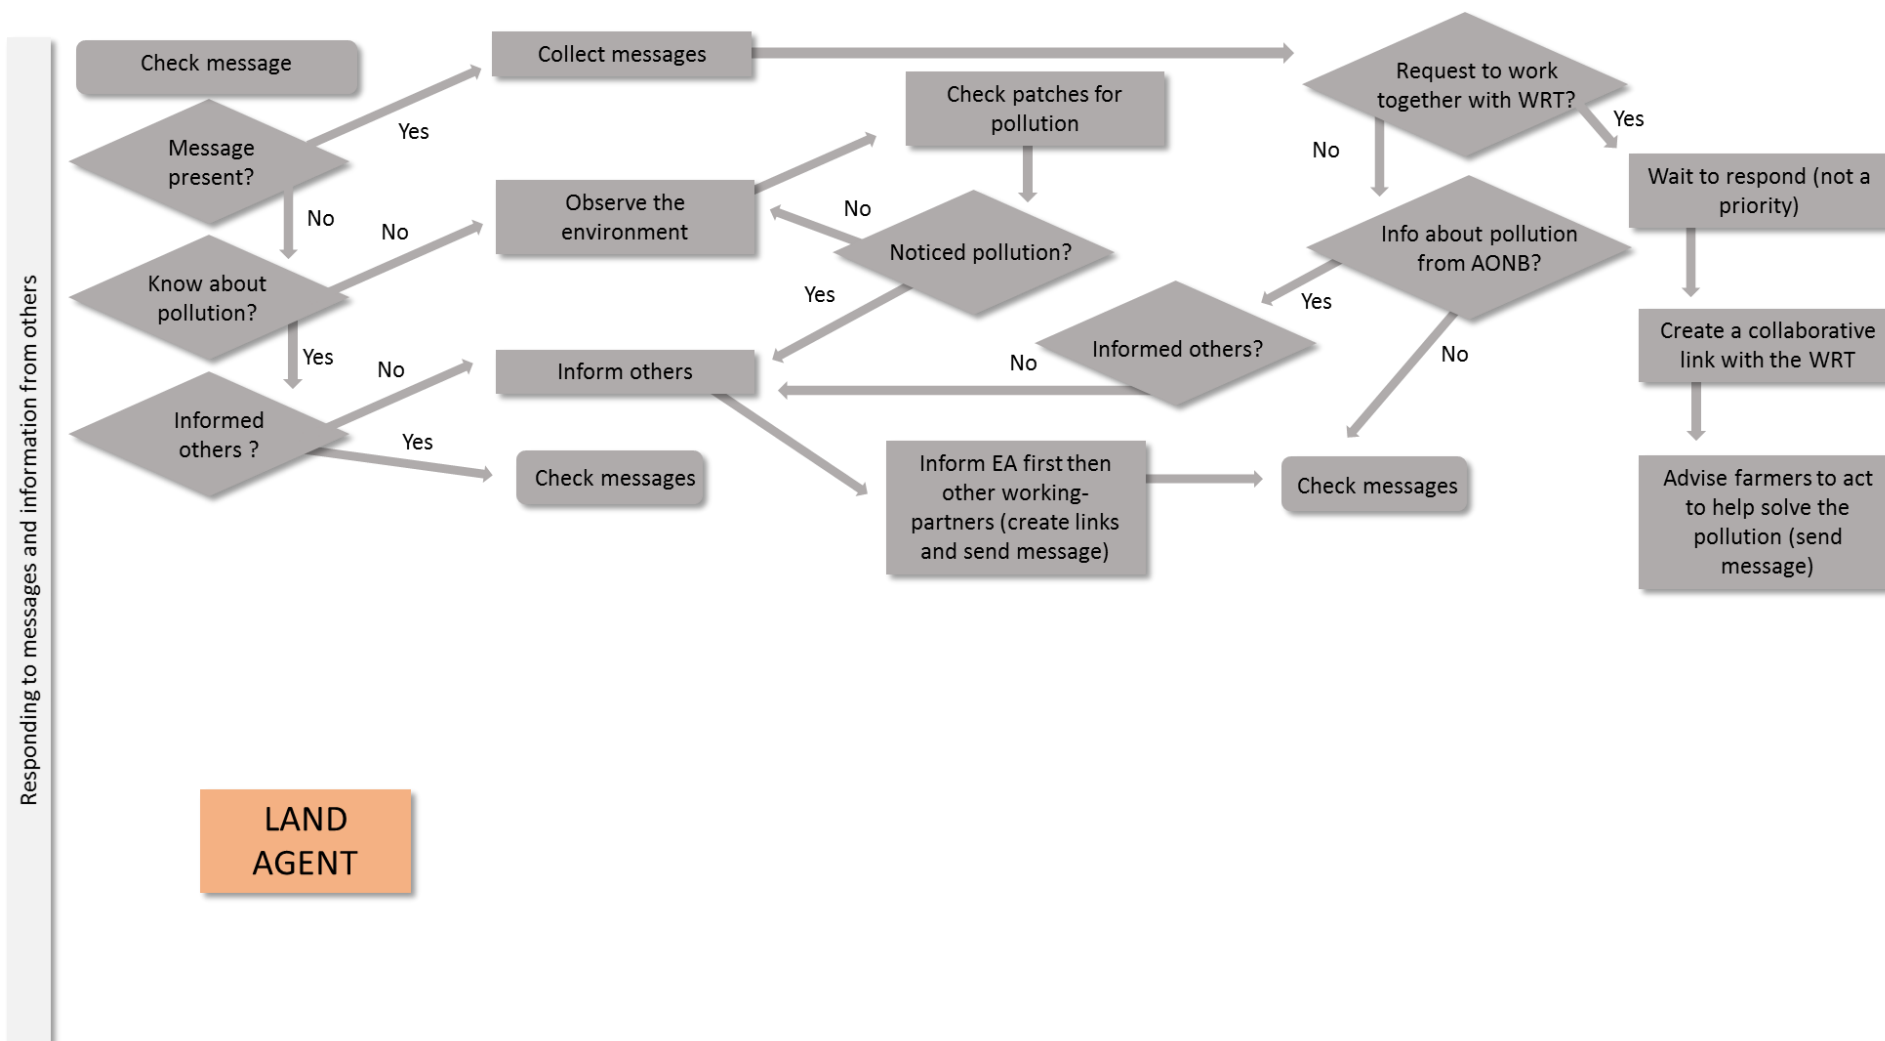 Responding to messages and information from others
Check message
Message
present?
Yes
No
Know about
pollution?
No
Yes
Informed
others ?
No
Yes
Collect messages
Observe the
environment
Inform others
Check messages
Check patches for
pollution
Noticed pollution?
No
Yes
Inform EA first then
other working-
partners (create links
and send message)
Request to work
together with WRT?
No
Yes
Info about pollution
from AONB?
Yes
No
Informed others?
No
Check messages
Wait to respond (not a
priority)
Create a collaborative
link with the WRT
Advise farmers to act
to help solve the
pollution (send
message)
LAND
AGENT